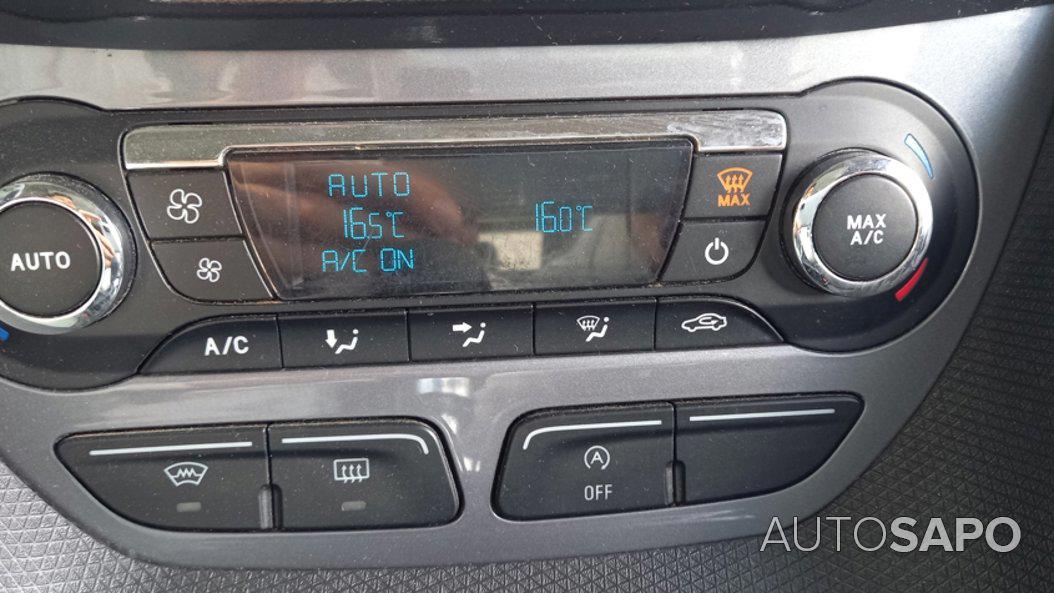 AUTO
16.5°C
16.0°C
A/C ON
MAX
AUTO
MAX
A/C
A/C
A
OFF
AUTOSAPO